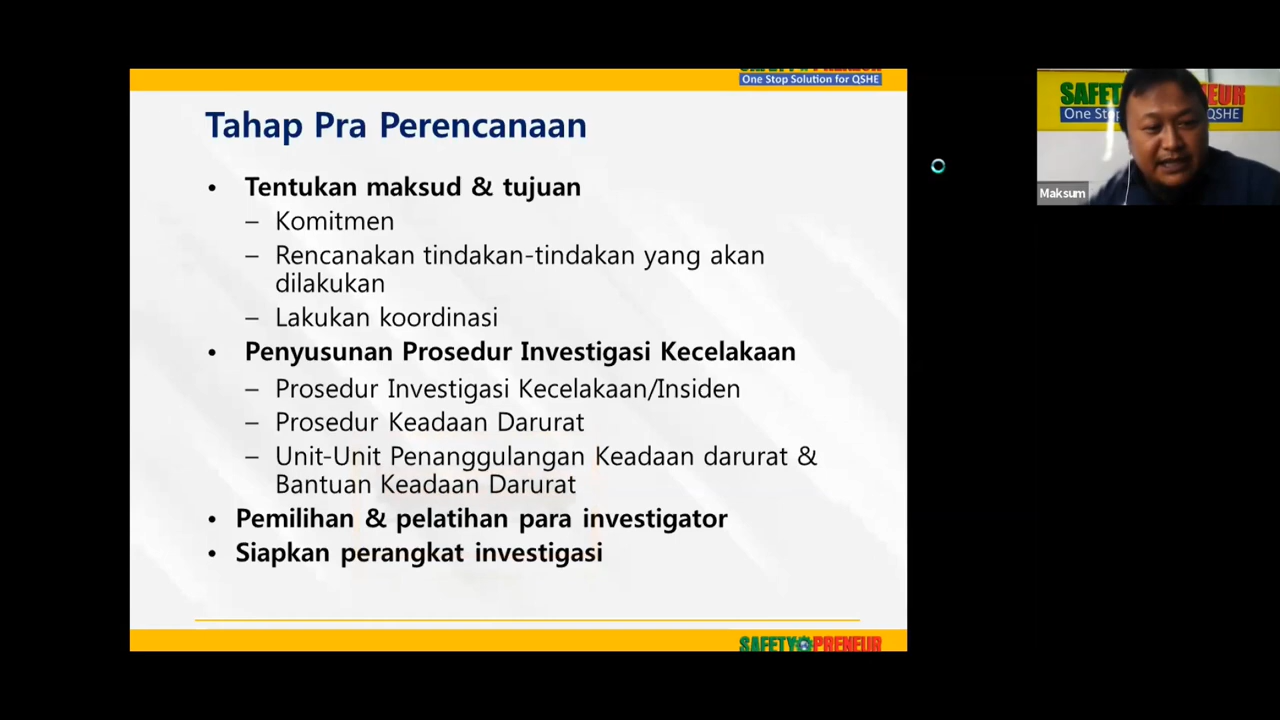 One Stop Solution for QSHE
Tahap Pra Perencanaan
• Tentukan maksud & tujuan
– Komitmen
– Rencanakan tindakan-tindakan yang akan
dilakukan
– Lakukan koordinasi
• Penyusunan Prosedur Investigasi Kecelakaan
– Prosedur Investigasi Kecelakaan/Insiden
– Prosedur Keadaan Darurat
– Unit-Unit Penanggulangan Keadaan darurat &
Bantuan Keadaan Darurat
• Pemilihan & pelatihan para investigator
• Siapkan perangkat investigasi
SAFETYPRENEUR
One QSHE
Maksum